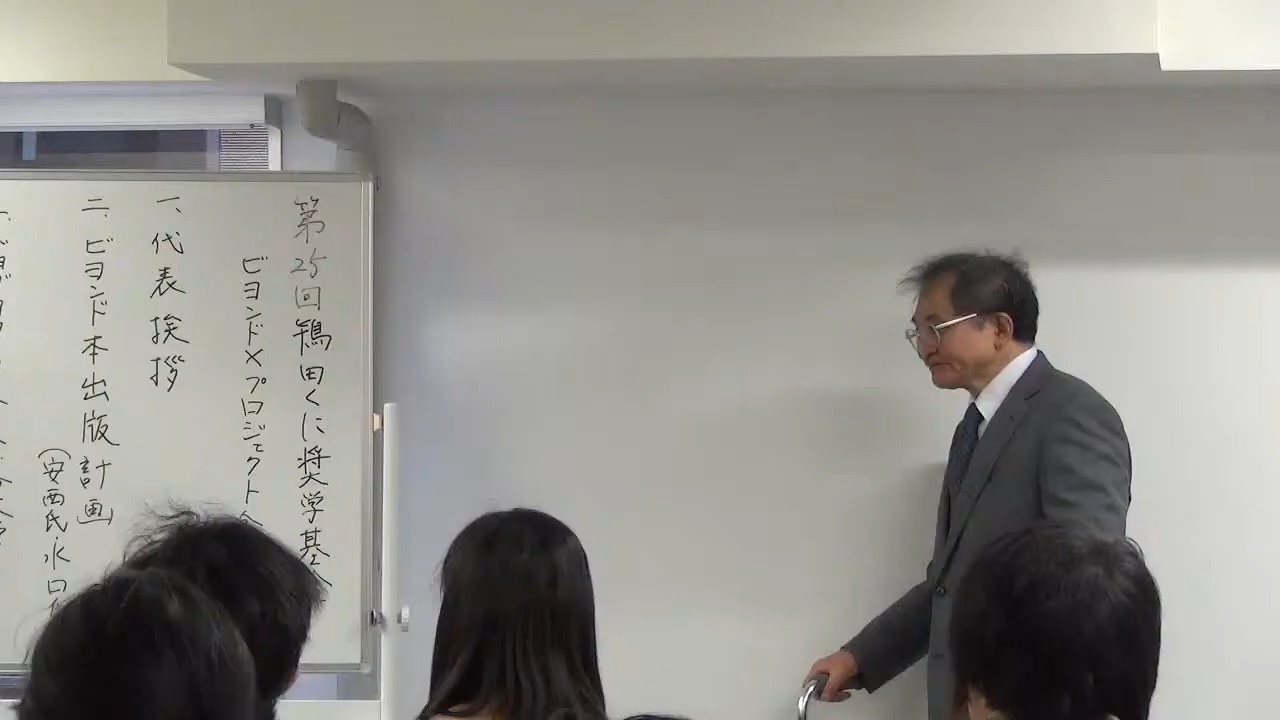 第25回 鶴田くに奨学基金
ビヨンドXプロジェクト
一、代表挨拶
二、ビヨンド本出版計画
（安西氏・水口